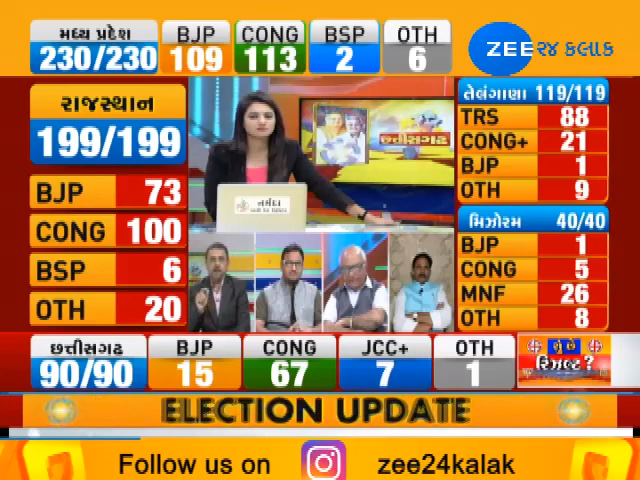 મધ્ય પ્રદેશ
230/230
BJP
109
CONG
113
BSP
2
OTH
6
ZEE ૨૪ કલાક
રાજસ્થાન
199/199
BJP 73
CONG 100
BSP 6
OTH 20
છત્તીસગઢ
તેલંગાણા 119/119
TRS 88
CONG+ 21
BJP 1
OTH 9
મિઝોરમ 40/40
BJP 1
CONG 5
MNF 26
OTH 8
છત્તીસગઢ
90/90
BJP
15
CONG
67
JCC+
7
OTH
1
રિઝલ્ટ?
ELECTION UPDATE
Follow us on zee24kalak